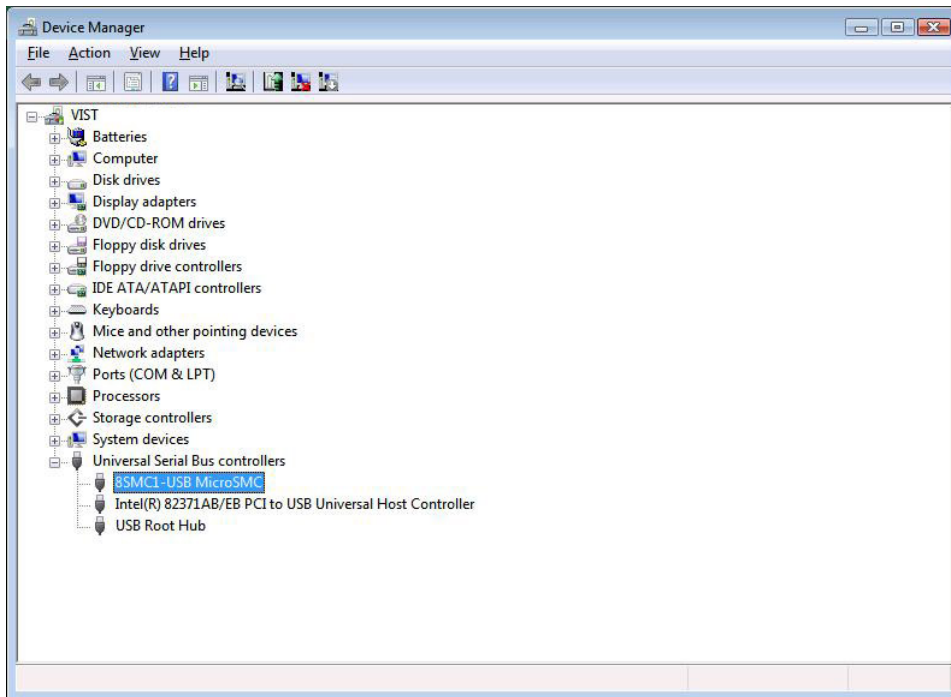 Device Manager
File Action View Help
VIST
Batteries
Computer
Disk drives
Display adapters
DVD/CD-ROM drives
Floppy disk drives
Floppy drive controllers
IDE ATA/ATAPI controllers
Keyboards
Mice and other pointing devices
Network adapters
Ports (COM & LPT)
Processors
Storage controllers
System devices
Universal Serial Bus controllers
8SMC1-USB MicroSMC
Intel(R) 82371AB/EB PCI to USB Universal Host Controller
USB Root Hub